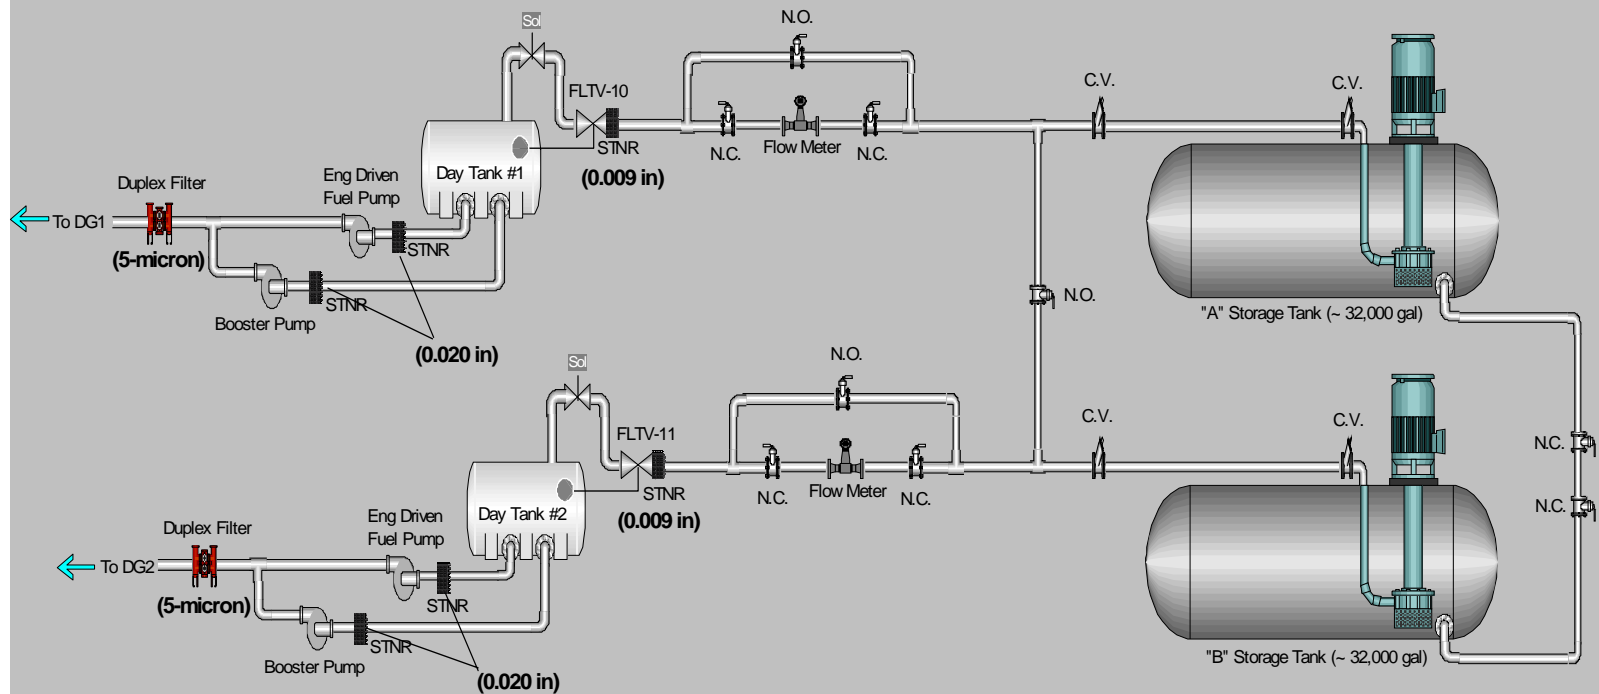 Sol
N.O.
FLTV-10
C.V.
C.V.
STNR
N.C.
Flow Meter
N.C.
(0.009 in)
Day Tank #1
Eng Driven
Fuel Pump
Duplex Filter
To DG1
STNR
(5-micron)
STNR
Booster Pump
(0.020 in)
N.O.
"A" Storage Tank (~ 32,000 gal)
Sol
N.O.
FLTV-11
C.V.
C.V.
N.C.
STNR
N.C.
Flow Meter
N.C.
(0.009 in)
N.C.
Day Tank #2
Eng Driven
Fuel Pump
Duplex Filter
To DG2
STNR
(5-micron)
STNR
Booster Pump
(0.020 in)
"B" Storage Tank (~ 32,000 gal)